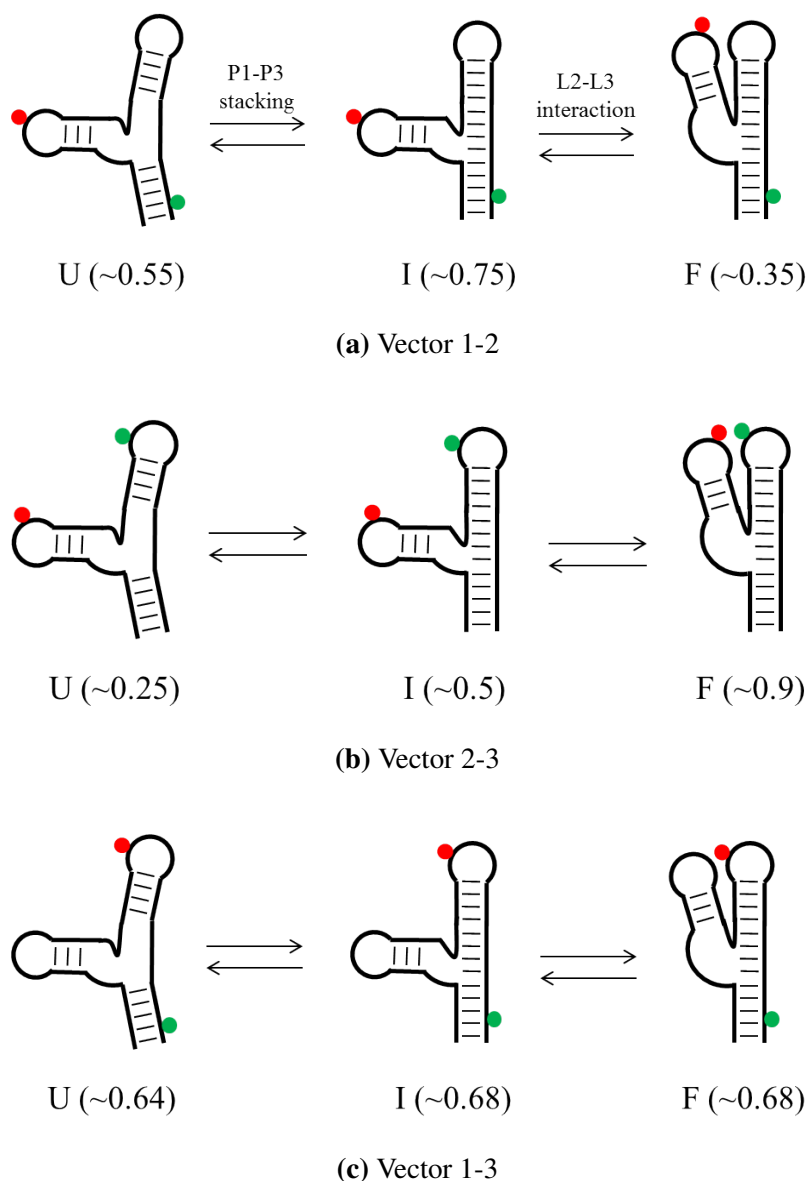 P1-P3
stacking
L2-L3
interaction
U (~0.55)
I (~0.75)
F (~0.35)
(a) Vector 1-2
U (~0.25)
I (~0.5)
F (~0.9)
(b) Vector 2-3
U (~0.64)
I (~0.68)
F (~0.68)
(c) Vector 1-3